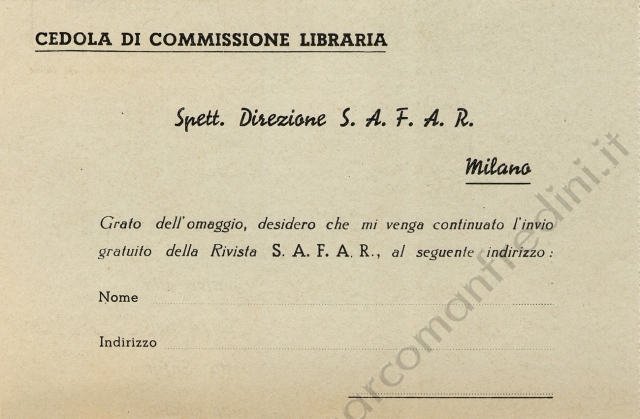 CEDOLA DI COMMISSIONE LIBRARIA
Spett. Direzione S. A. F. A. R.
Milano
Grato dell'omaggio, desidero che mi venga continuato l'invio
gratuito della Rivista S. A. F. A. R., al seguente indirizzo :
Nome
Indirizzo
arcomanfredini.it